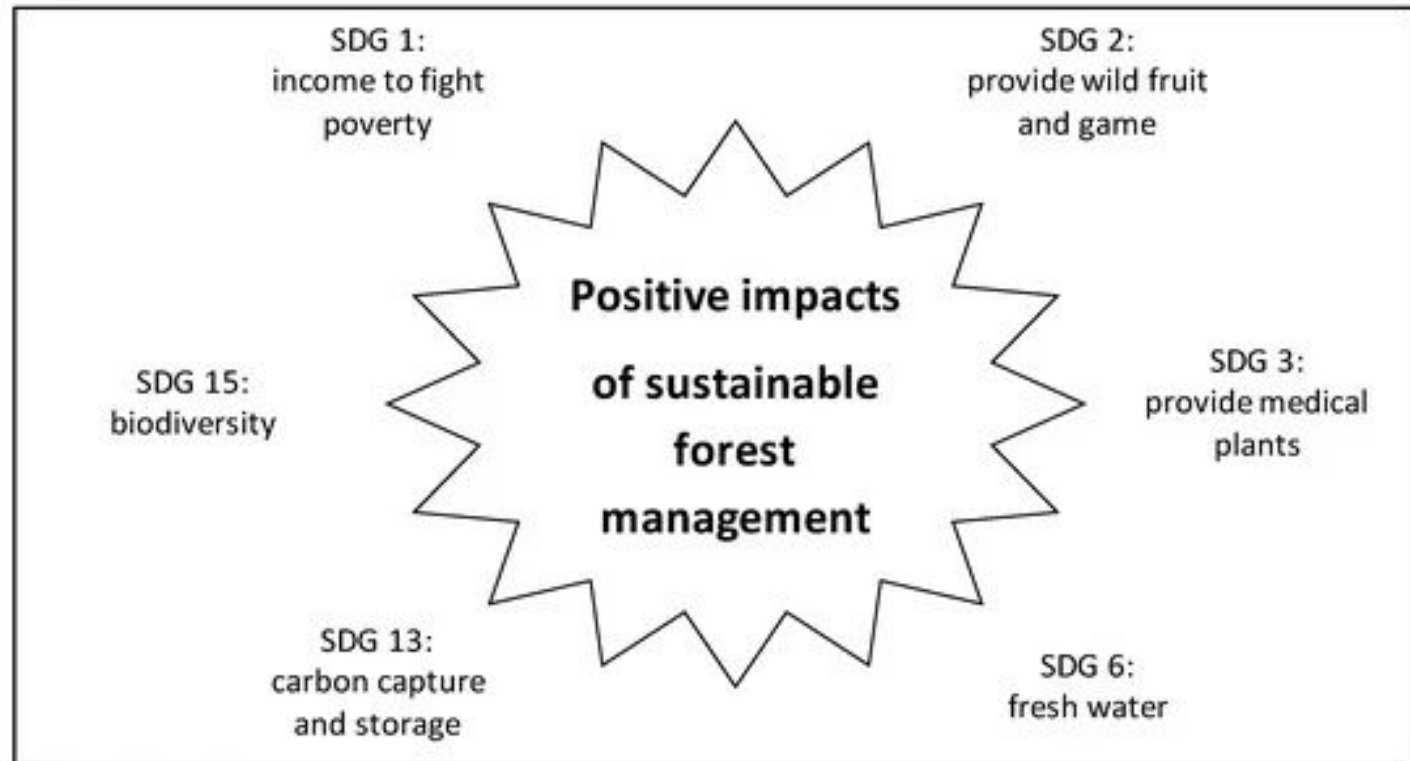 SDG 1:
income to fight
poverty
SDG 2:
provide wild fruit
and game
Positive impacts
of sustainable
forest
management
SDG 15:
biodiversity
SDG 3:
provide medical
plants
SDG 13:
carbon capture
and storage
SDG 6:
fresh water